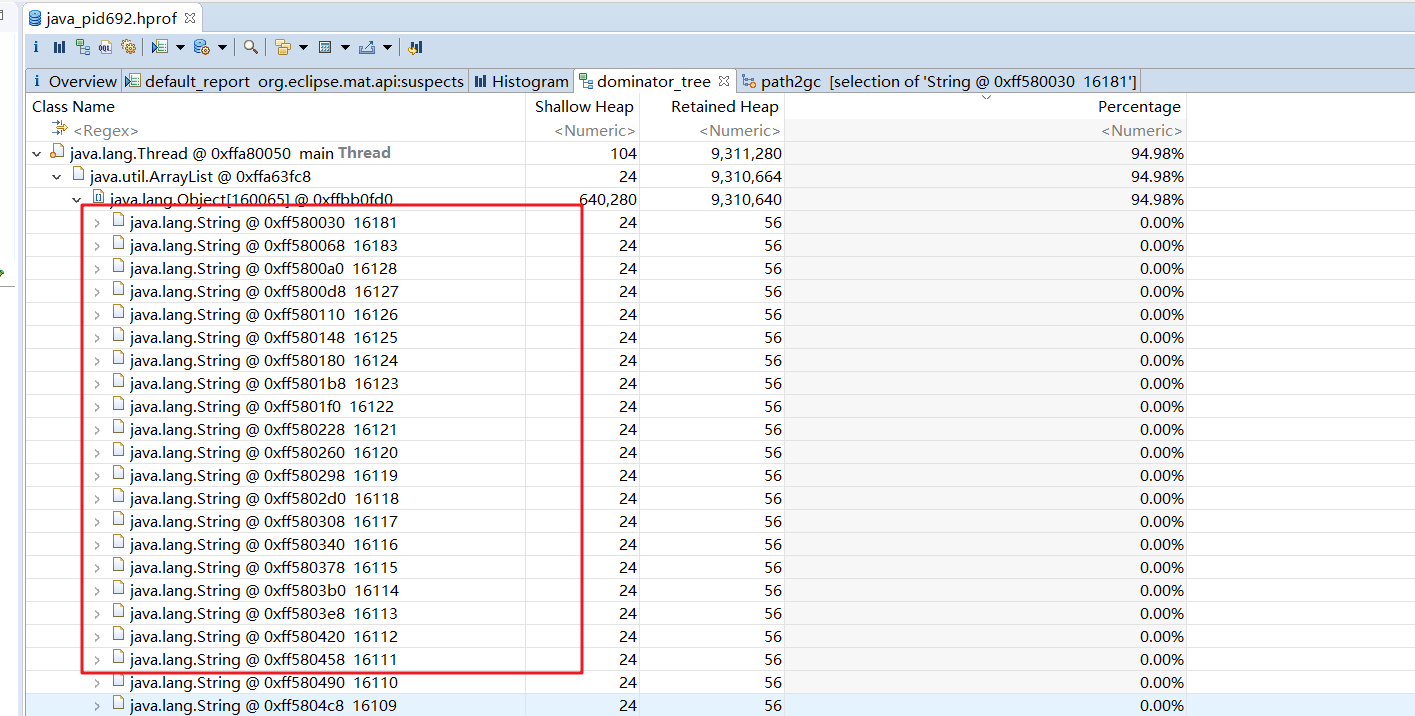 java_pid692.hprof
i OQL
i Overview default_report org.eclipse.mat.api:suspects Histogram dominator_tree path2gc [selection of 'String @ 0xff580030 16181']
Class Name Shallow Heap Retained Heap Percentage
<Regex> <Numeric> <Numeric> <Numeric>
java.lang.Thread @ 0xffa80050 main Thread 104 9,311,280 94.98%
java.util.ArrayList @ 0xffa63fc8 24 9,310,664 94.98%
java.lang.Object[160065] @ 0xffbb0fd0 640,280 9,310,640 94.98%
java.lang.String @ 0xff580030 16181 24 56 0.00%
java.lang.String @ 0xff580068 16183 24 56 0.00%
java.lang.String @ 0xff5800a0 16128 24 56 0.00%
java.lang.String @ 0xff5800d8 16127 24 56 0.00%
java.lang.String @ 0xff580110 16126 24 56 0.00%
java.lang.String @ 0xff580148 16125 24 56 0.00%
java.lang.String @ 0xff580180 16124 24 56 0.00%
java.lang.String @ 0xff5801b8 16123 24 56 0.00%
java.lang.String @ 0xff5801f0 16122 24 56 0.00%
java.lang.String @ 0xff580228 16121 24 56 0.00%
java.lang.String @ 0xff580260 16120 24 56 0.00%
java.lang.String @ 0xff580298 16119 24 56 0.00%
java.lang.String @ 0xff5802d0 16118 24 56 0.00%
java.lang.String @ 0xff580308 16117 24 56 0.00%
java.lang.String @ 0xff580340 16116 24 56 0.00%
java.lang.String @ 0xff580378 16115 24 56 0.00%
java.lang.String @ 0xff5803b0 16114 24 56 0.00%
java.lang.String @ 0xff5803e8 16113 24 56 0.00%
java.lang.String @ 0xff580420 16112 24 56 0.00%
java.lang.String @ 0xff580458 16111 24 56 0.00%
java.lang.String @ 0xff580490 16110 24 56 0.00%
java.lang.String @ 0xff5804c8 16109 24 56 0.00%